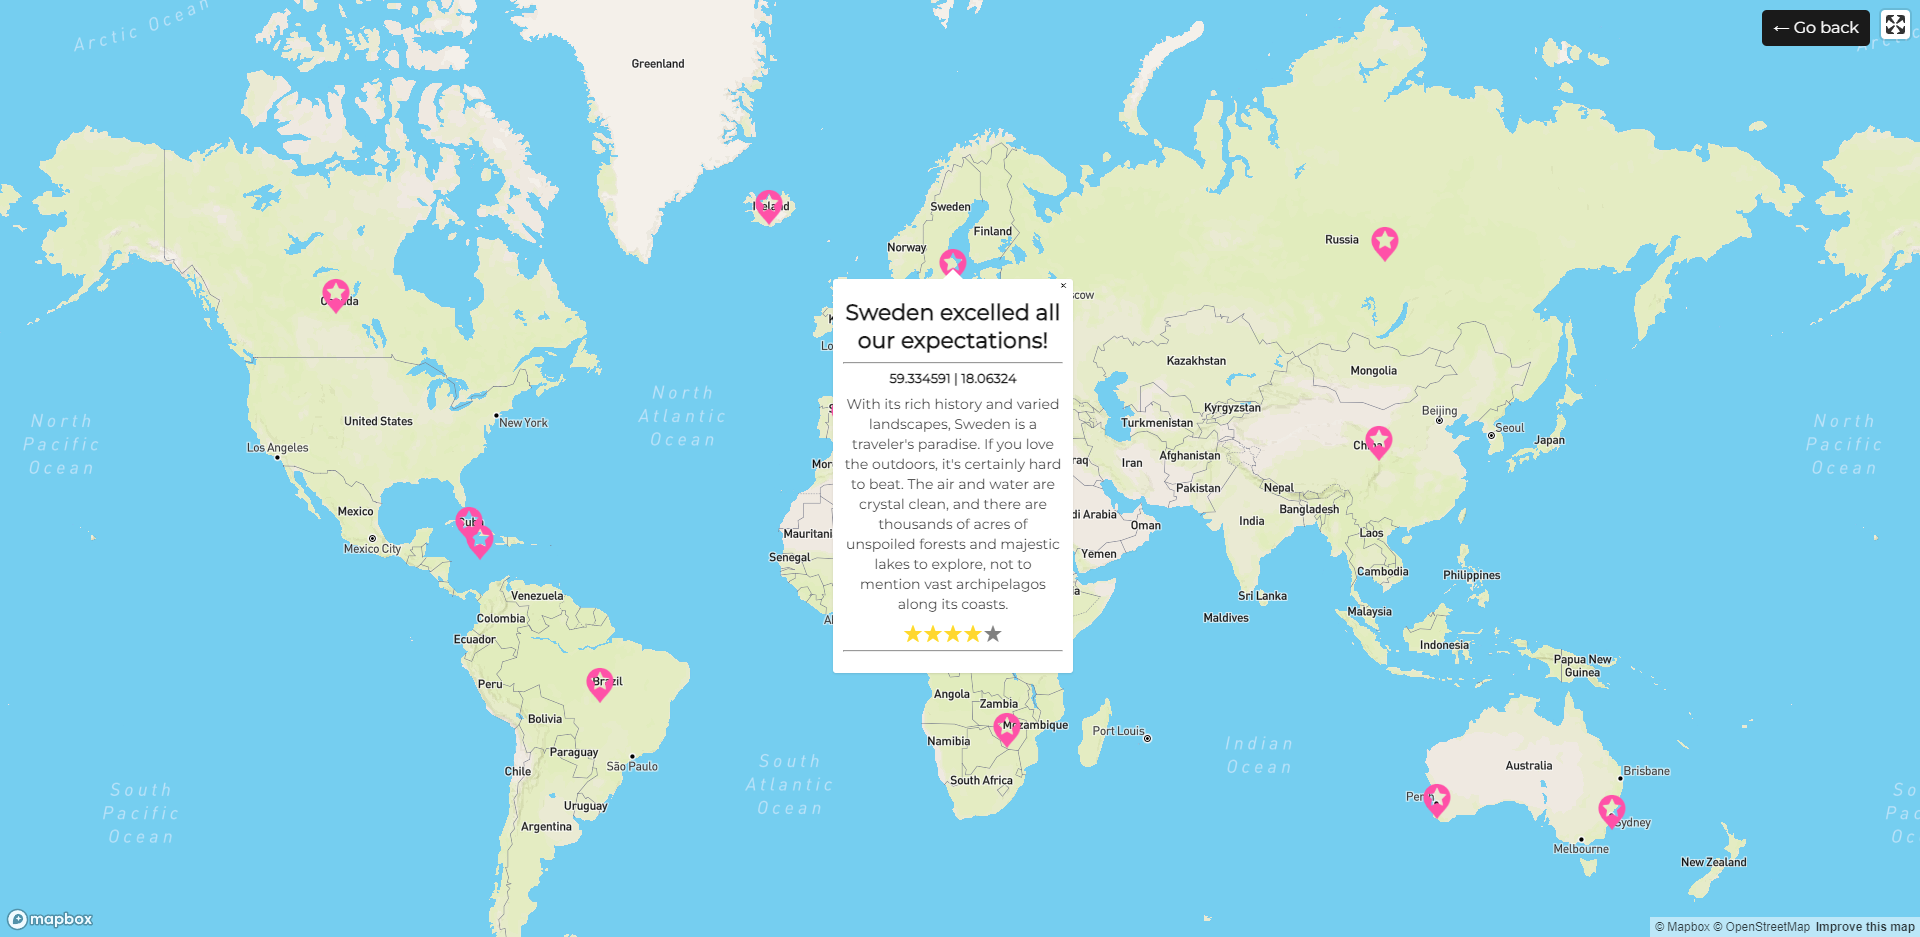 Arctic Ocean
← Go back
Greenland
Iceland
Sweden
Finland
Norway
Russia
Canada
Sweden excelled all
our expectations!
59.334591 | 18.06324
With its rich history and varied
landscapes, Sweden is a
traveler's paradise. If you love
the outdoors, it's certainly hard
to beat. The air and water are
crystal clean, and there are
thousands of acres of
unspoiled forests and majestic
lakes to explore, not to
mention vast archipelagos
along its coasts.
Kazakhstan
Mongolia
North
Atlantic
Ocean
North
Pacific
Ocean
United States
New York
Los Angeles
Kyrgyzstan
Turkmenistan
Beijing
Seoul
Japan
China
Afghanistan
Iran
North
Pacific
Ocean
Pakistan
Nepal
Bangladesh
India
Oman
Yemen
Mexico
Mexico City
Cuba
Laos
Cambodia
Philippines
Senegal
Sri Lanka
Maldives
Malaysia
Indonesia
Papua New
Guinea
Venezuela
Colombia
Ecuador
Peru
Brazil
Bolivia
Paraguay
São Paulo
Chile
Uruguay
Argentina
Angola
Zambia
Mozambique
Namibia
South Africa
Port Louis
South
Atlantic
Ocean
Indian
Ocean
South
Pacific
Ocean
Australia
Brisbane
Perth
Sydney
Melbourne
New Zealand
mapbox
© Mapbox © OpenStreetMap Improve this map